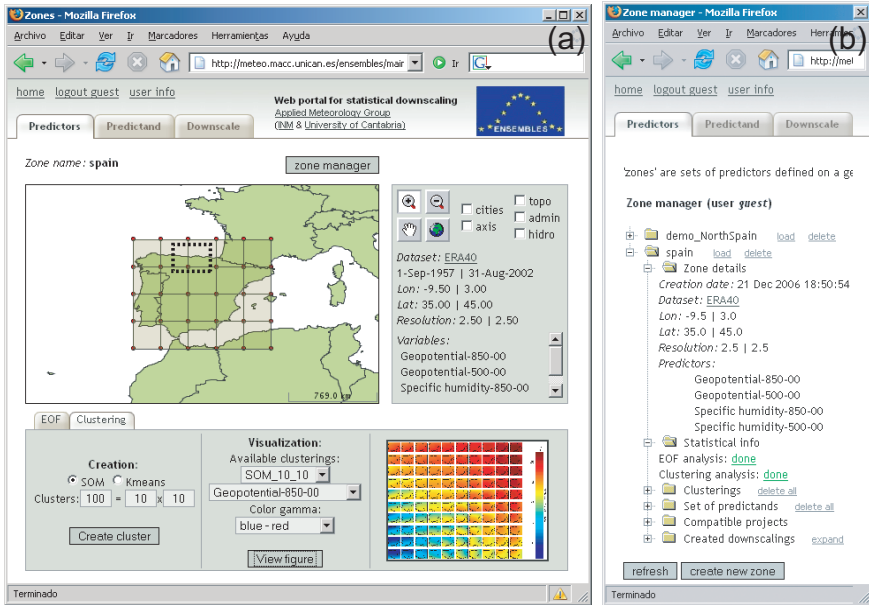 Zones - Mozilla Firefox
(a)
Archivo Editar Ver Ir Marcadores Herramientas Ayuda
http://meteo.macc.unican.es/ensembles/mair
Ir
G
home logout guest user info
Web portal for statistical downscaling
Applied Meteorology Group
(INM & University of Cantabria)
ENSEMBLES
Predictors Predictand Downscale
Zone name: spain
zone manager
769.0 km
cities
axis
topo
admin
hidro
Dataset: ERA40
1-Sep-1957 | 31-Aug-2002
Lon: -9.50 | 3.00
Lat: 35.00 | 45.00
Resolution: 2.50 | 2.50
Variables:
Geopotential-850-00
Geopotential-500-00
Specific humidity-850-00
EOF Clustering
Creation:
SOM Kmeans
Clusters: 100 = 10 x 10
Create cluster
Visualization:
Available clusterings:
SOM_10_10
Geopotential-850-00
Color gamma:
blue - red
View figure
Terminado
Zone manager - Mozilla Firefox
(b)
Archivo Editar Ver Ir Marcadores Herramie
http://mel
home logout guest user info
Predictors Predictand Downscale
'zones' are sets of predictors defined on a ge
Zone manager (user guest)
demo_NorthSpain load delete
spain load delete
Zone details
Creation date: 21 Dec 2006 18:50:54
Dataset: ERA40
Lon: -9.5 | 3.0
Lat: 35.0 | 45.0
Resolution: 2.5 | 2.5
Predictors:
Geopotential-850-00
Geopotential-500-00
Specific humidity-850-00
Specific humidity-500-00
Statistical info
EOF analysis: done
Clustering analysis: done
Clusterings delete all
Set of predictands delete all
Compatible projects
Created downscalings expand
refresh create new zone
Terminado